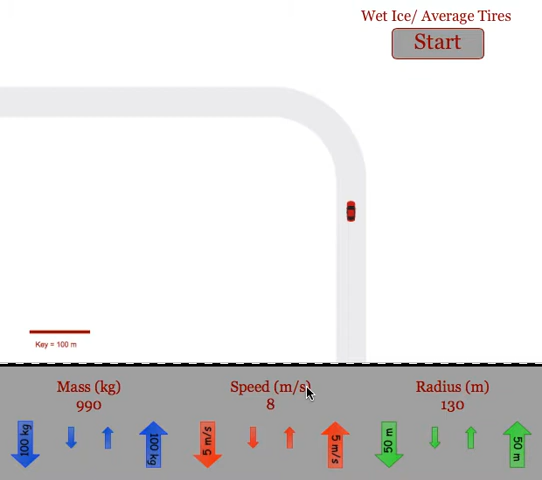 Wet Ice/ Average Tires
Start
Key = 100 m
Mass (kg)
990
Speed (m/s)
8
Radius (m)
130
100 kg
100 kg
5 m/s
5 m/s
50 m
50 m